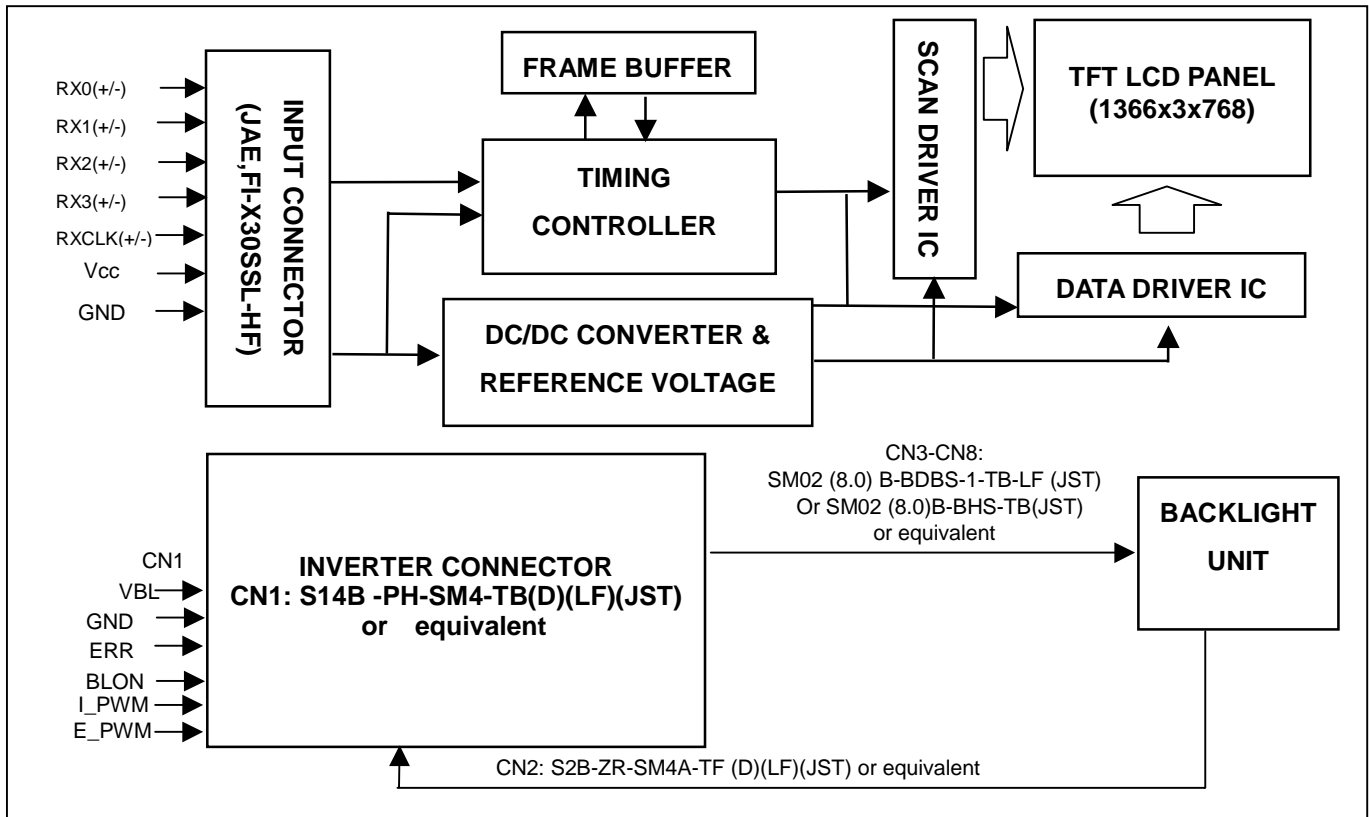 RX0(+/-)
RX1(+/-)
RX2(+/-)
RX3(+/-)
RXCLK(+/-)
Vcc
GND
INPUT CONNECTOR
(JAE,FI-X30SSL-HF)
FRAME BUFFER
TIMING
CONTROLLER
SCAN DRIVER IC
TFT LCD PANEL
(1366x3x768)
DATA DRIVER IC
DC/DC CONVERTER &
REFERENCE VOLTAGE
CN3-CN8:
SM02 (8.0) B-BDBS-1-TB-LF (JST)
Or SM02 (8.0)B-BHS-TB(JST)
or equivalent
BACKLIGHT
UNIT
CN1
VBL
GND
ERR
BLON
I_PWM
E_PWM
INVERTER CONNECTOR
CN1: S14B -PH-SM4-TB(D)(LF)(JST)
or equivalent
CN2: S2B-ZR-SM4A-TF (D)(LF)(JST) or equivalent